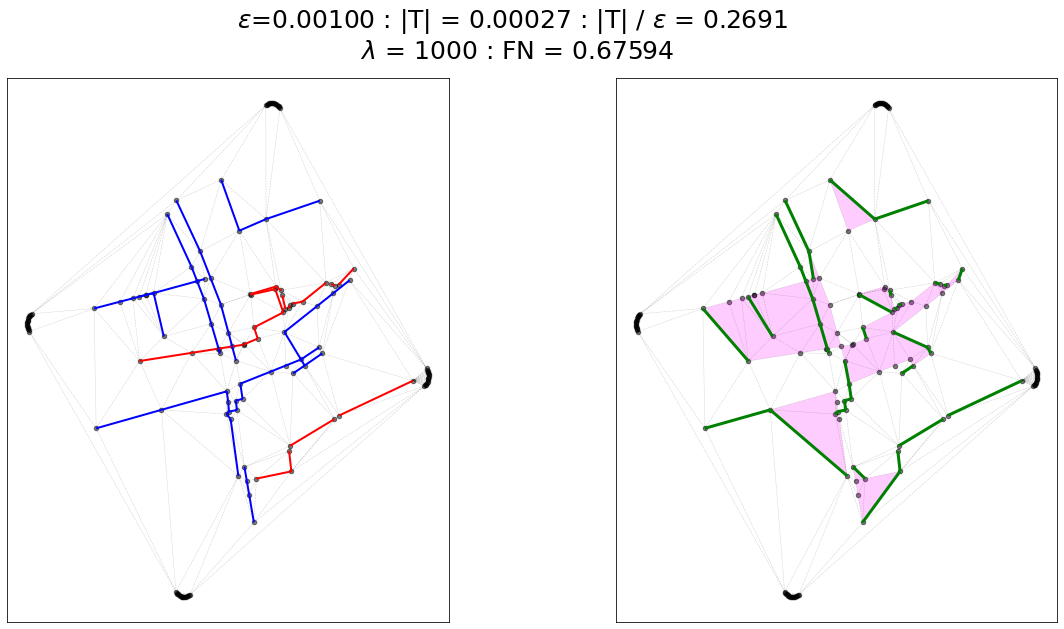 ε=0.00100 : |T| = 0.00027 : |T| / ε = 0.2691
λ = 1000 : FN = 0.67594